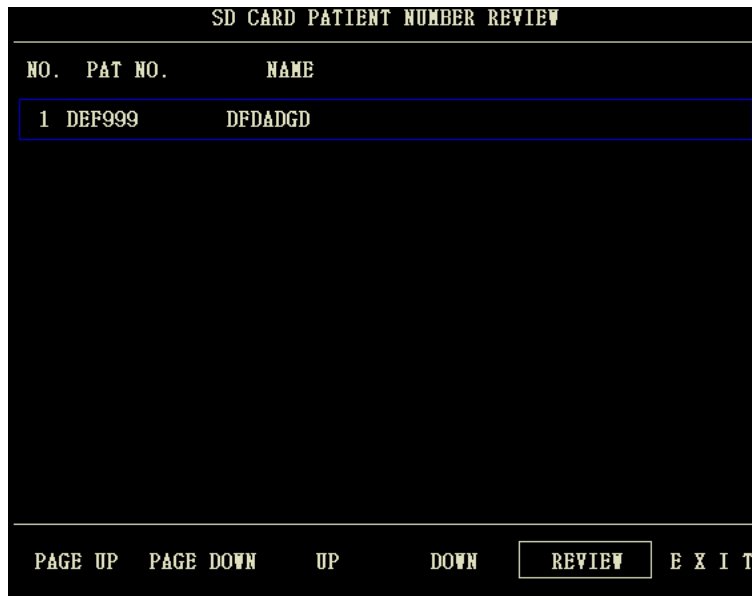 SD CARD PATIENT NUMBER REVIEW
NO. PAT NO. NAME
1 DEF999 DFDADGD
PAGE UP PAGE DOWN UP DOWN REVIEW E X I T